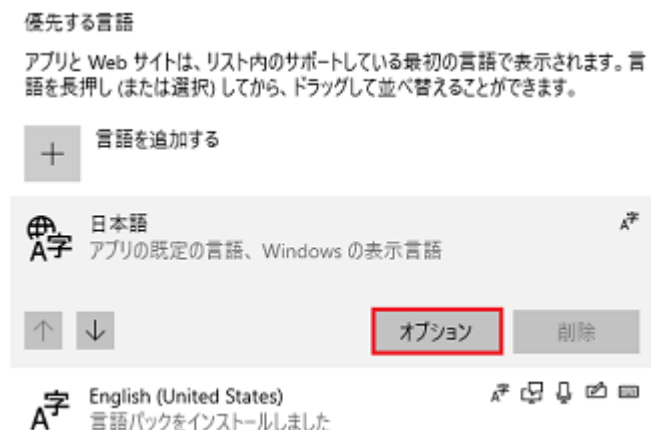 優先する言語
アプリと Web サイトは、リスト内のサポートしている最初の言語で表示されます。言
語を長押し (または選択) してから、ドラッグして並べ替えることができます。
言語を追加する
日本語
アプリの既定の言語、Windows の表示言語
オプション
削除
English (United States)
言語パックをインストールしました